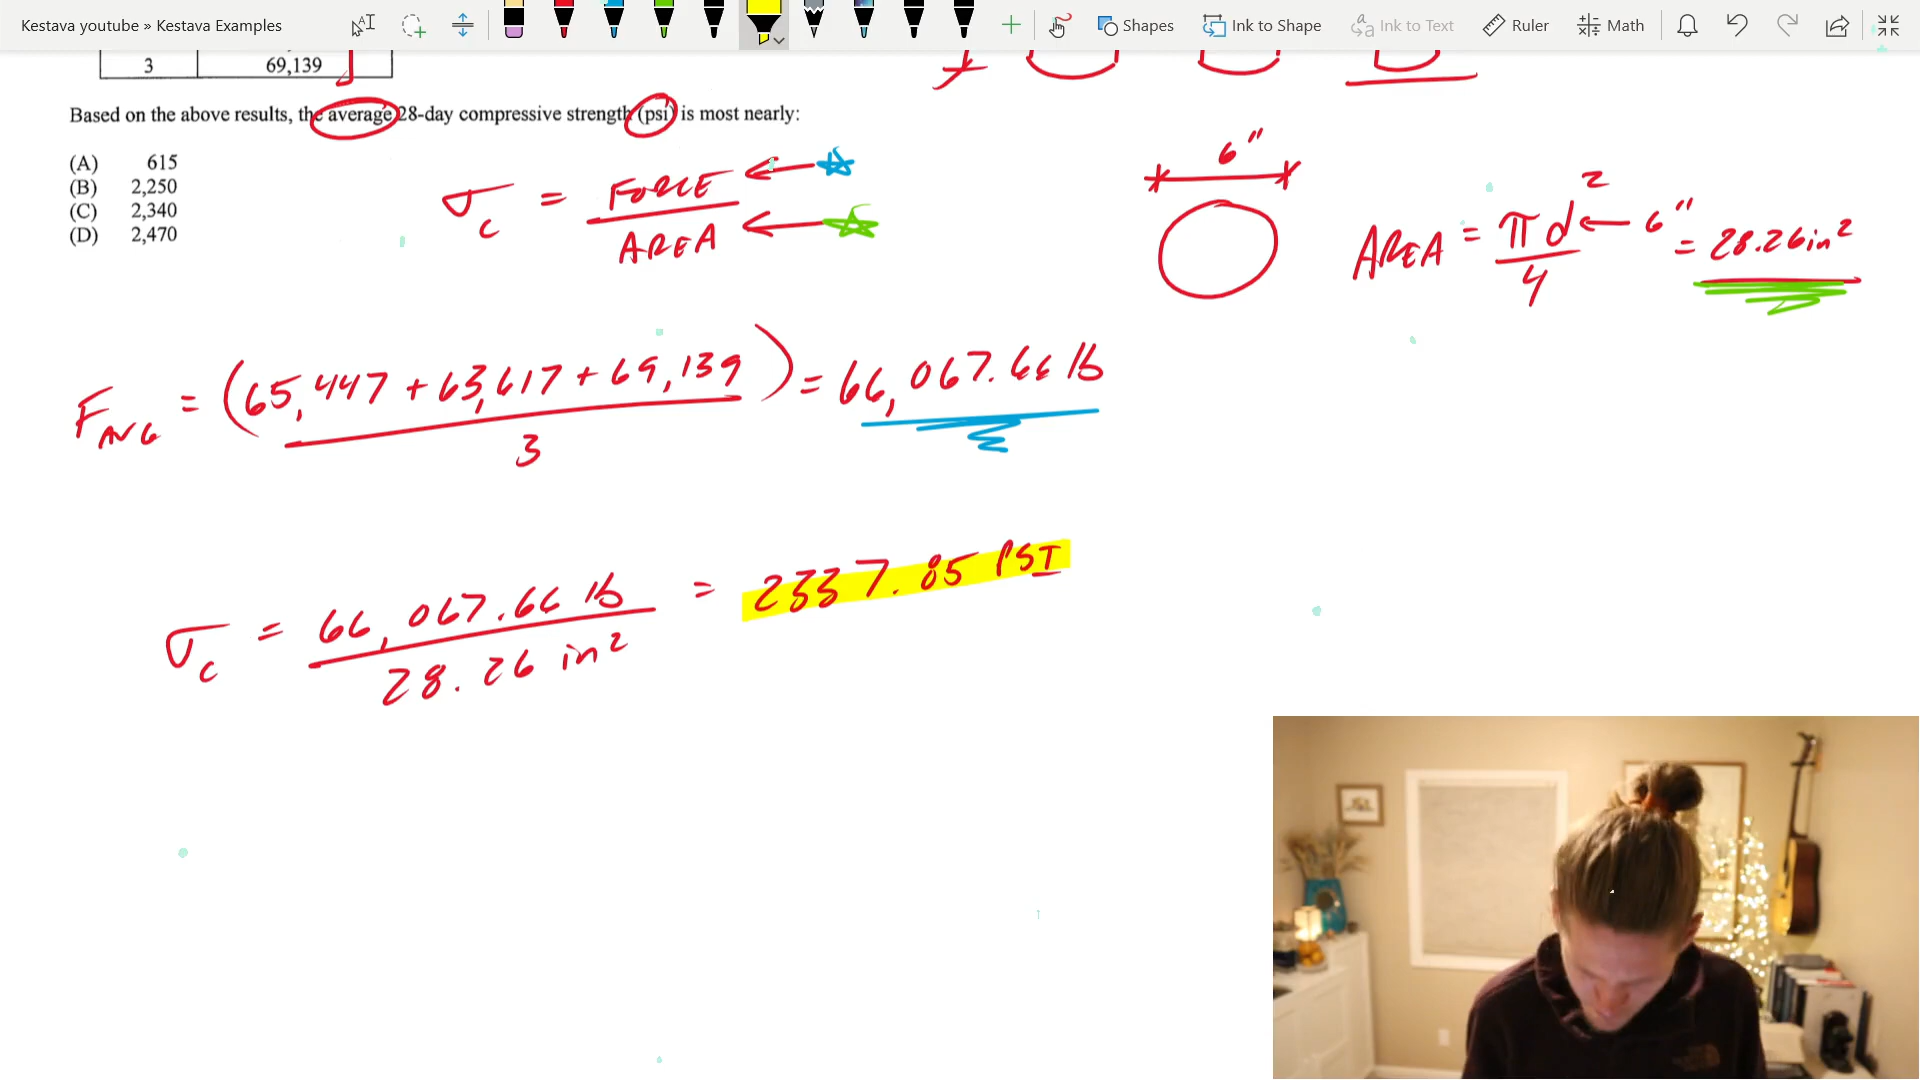 Kestava youtube » Kestava Examples
Shapes
Ink to Shape
Ink to Text
Ruler
Math
3 69,139
Based on the above results, the average 28-day compressive strength (psi) is most nearly:
(A) 615
(B) 2,250
(C) 2,340
(D) 2,470
σc = FORCE / AREA
6"
AREA = πd² / 4 ← 6" = 28.26in²
FAVG = (65,447 + 63,617 + 69,139) / 3 = 66,067.66 lb
σc = 66,067.66 lb / 28.26 in² = 2337.85 PSI